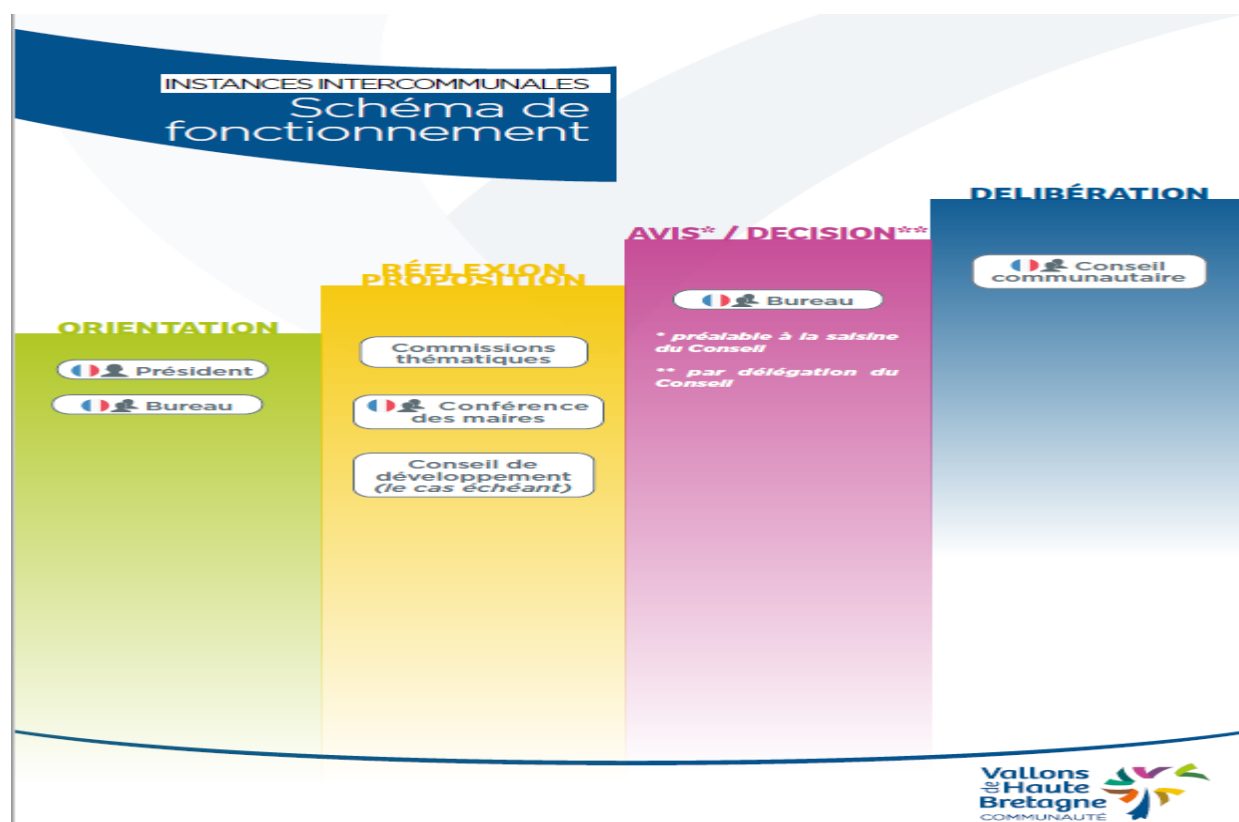 INSTANCES INTERCOMMUNALES
Schéma de
fonctionnement
ORIENTATION
Président
Bureau
RÉFLEXION
PROPOSITION
Commissions
thématiques
Conférence
des maires
Conseil de
développement
(le cas échéant)
AVIS* / DECISION**
Bureau
* préalable à la saisine
du Conseil
** par délégation du
Conseil
DELIBÉRATION
Conseil
communautaire
Vallons
de Haute
Bretagne
COMMUNAUTÉ